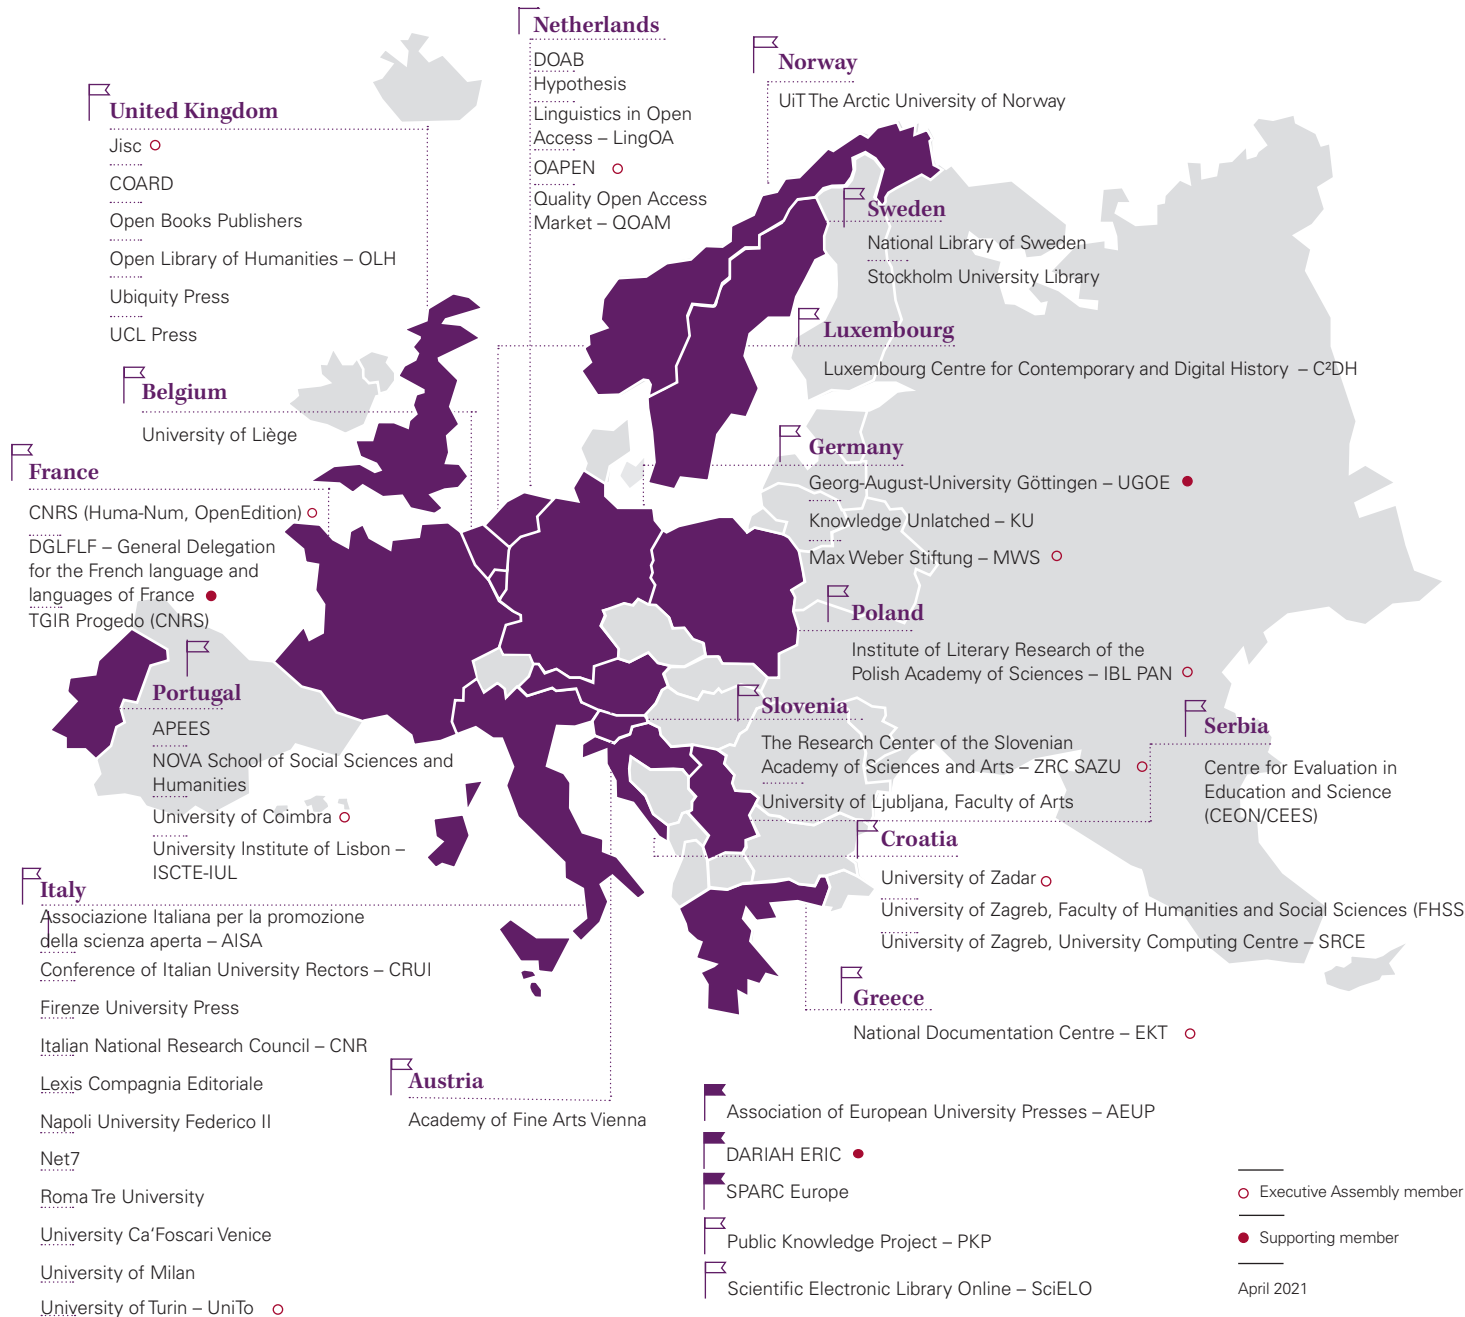 Netherlands
DOAB
Hypothesis
Linguistics in Open
Access – LingOA
OAPEN
Quality Open Access
Market – QOAM
Norway
UiT The Arctic University of Norway
United Kingdom
Jisc
COARD
Open Books Publishers
Open Library of Humanities – OLH
Ubiquity Press
UCL Press
Sweden
National Library of Sweden
Stockholm University Library
Luxembourg
Luxembourg Centre for Contemporary and Digital History – C²DH
Belgium
University of Liège
Germany
Georg-August-University Göttingen – UGOE
Knowledge Unlatched – KU
Max Weber Stiftung – MWS
France
CNRS (Huma-Num, OpenEdition)
DGLFLF – General Delegation
for the French language and
languages of France
TGIR Progedo (CNRS)
Poland
Institute of Literary Research of the
Polish Academy of Sciences – IBL PAN
Portugal
APEES
NOVA School of Social Sciences and
Humanities
University of Coimbra
University Institute of Lisbon –
ISCTE-IUL
Slovenia
The Research Center of the Slovenian
Academy of Sciences and Arts – ZRC SAZU
University of Ljubljana, Faculty of Arts
Serbia
Centre for Evaluation in
Education and Science
(CEON/CEES)
Croatia
University of Zadar
University of Zagreb, Faculty of Humanities and Social Sciences (FHSS
University of Zagreb, University Computing Centre – SRCE
Italy
Associazione Italiana per la promozione
della scienza aperta – AISA
Conference of Italian University Rectors – CRUI
Firenze University Press
Italian National Research Council – CNR
Lexis Compagnia Editoriale
Napoli University Federico II
Net7
Roma Tre University
University Ca'Foscari Venice
University of Milan
University of Turin – UniTo
Greece
National Documentation Centre – EKT
Austria
Academy of Fine Arts Vienna
Association of European University Presses – AEUP
DARIAH ERIC
SPARC Europe
Public Knowledge Project – PKP
Scientific Electronic Library Online – SciELO
Executive Assembly member
Supporting member
April 2021